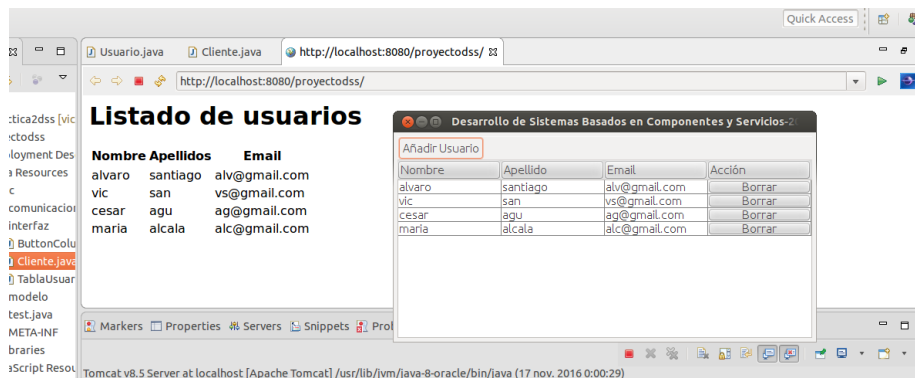 Quick Access
Usuario.java
Cliente.java
http://localhost:8080/proyectodss/
http://localhost:8080/proyectodss/
ctica2dss [vic
ectodss
loyment Des
a Resources
c
comunicacion
interfaz
ButtonColu
Cliente.java
TablaUsuar
modelo
test.java
META-INF
braries
aScript Resou
Listado de usuarios
Nombre Apellidos Email
alvaro santiago alv@gmail.com
vic san vs@gmail.com
cesar agu ag@gmail.com
maria alcala alc@gmail.com
Desarrollo de Sistemas Basados en Componentes y Servicios-2
Añadir Usuario
Nombre Apellido Email Acción
alvaro santiago alv@gmail.com Borrar
vic san vs@gmail.com Borrar
cesar agu ag@gmail.com Borrar
maria alcala alc@gmail.com Borrar
Markers Properties Servers Snippets Prol
Tomcat v8.5 Server at localhost [Apache Tomcat] /usr/lib/jvm/java-8-oracle/bin/java (17 nov. 2016 0:00:29)